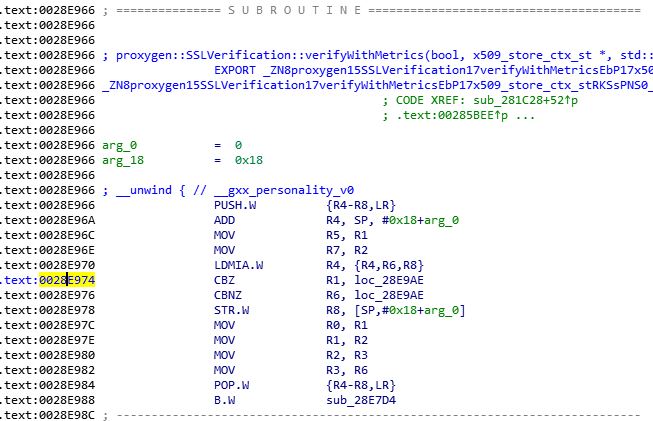 .text:0028E966 ; =============== S U B R O U T I N E =======================================
.text:0028E966
.text:0028E966
.text:0028E966 ; proxygen::SSLVerification::verifyWithMetrics(bool, x509_store_ctx_st *, std::
.text:0028E966 EXPORT _ZN8proxygen15SSLVerification17verifyWithMetricsEbP17x50
.text:0028E966 _ZN8proxygen15SSLVerification17verifyWithMetricsEbP17x509_store_ctx_stRKSsPNS0_
.text:0028E966 ; CODE XREF: sub_281C28+52↑p
.text:0028E966 ; .text:00285BEE↑p ...
.text:0028E966
.text:0028E966 arg_0 = 0
.text:0028E966 arg_18 = 0x18
.text:0028E966
.text:0028E966 ; __unwind { // __gxx_personality_v0
.text:0028E966 PUSH.W {R4-R8,LR}
.text:0028E96A ADD R4, SP, #0x18+arg_0
.text:0028E96C MOV R5, R1
.text:0028E96E MOV R7, R2
.text:0028E970 LDMIA.W R4, {R4,R6,R8}
.text:0028E974 CBZ R1, loc_28E9AE
.text:0028E976 CBNZ R6, loc_28E9AE
.text:0028E978 STR.W R8, [SP,#0x18+arg_0]
.text:0028E97C MOV R0, R1
.text:0028E97E MOV R1, R2
.text:0028E980 MOV R2, R3
.text:0028E982 MOV R3, R6
.text:0028E984 POP.W {R4-R8,LR}
.text:0028E988 B.W sub_28E7D4
.text:0028E98C ; ---------------------------------------------------------------------------